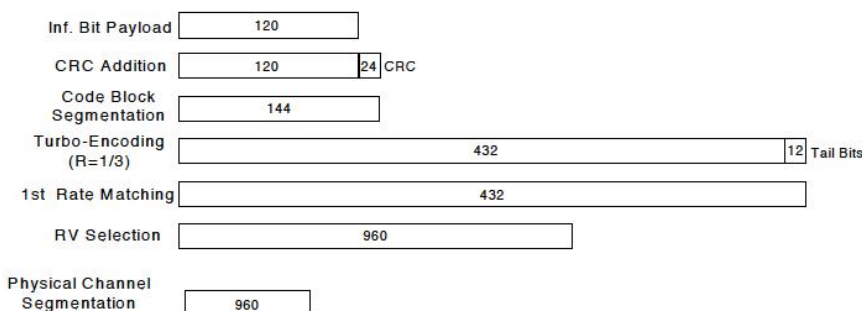 Inf. Bit Payload
120
CRC Addition
120
24
CRC
Code Block
Segmentation
144
Turbo-Encoding
(R=1/3)
432
12
Tail Bits
1st Rate Matching
432
RV Selection
960
Physical Channel
Segmentation
960